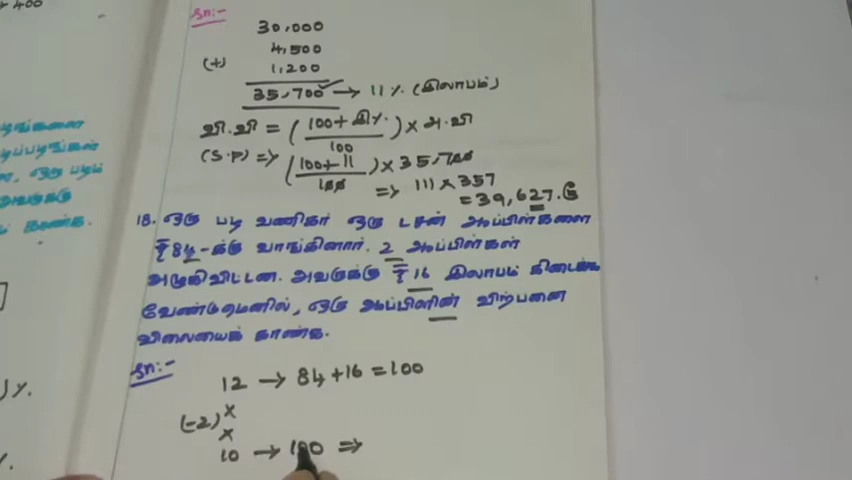 400
தீ:-
30,000
4,500
(+) 1,200
35,700 → 11 %. (இலாபம்)
வி.வி = (100+இ%. / 100) × அ.வி
(S.P) => (100+11 / 100) × 35,700
=> 111 × 357
= 39,627.ரூ
18. ஒரு பழ வணிகர் ஒரு டசன் ஆப்பிள்களை
₹84-க்கு வாங்கினார். 2 ஆப்பிள்கள்
அழுகிவிட்டன. அவருக்கு ₹16 இலாபம் கிடைக்க
வேண்டுமெனில், ஒரு ஆப்பிளின் விற்பனை
விலையைக் காண்க.
தீ:-
12 → 84+16 = 100
(-2) ×
×
10 → 100 =>